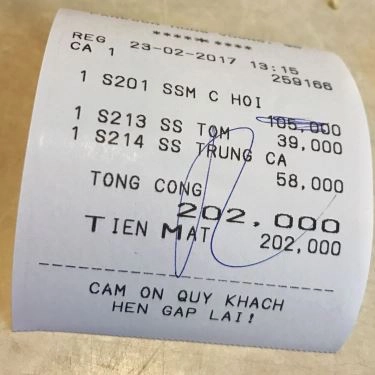 ********* ****
REG 23-02-2017 13:15
CA 1 259166
1 S201 SSM C HOI
105,000
1 S213 SS TOM 39,000
1 S214 SS TRUNG CA
58,000
TONG CONG
202,000
TIEN MAT 202,000
CAM ON QUY KHACH
HEN GAP LAI!